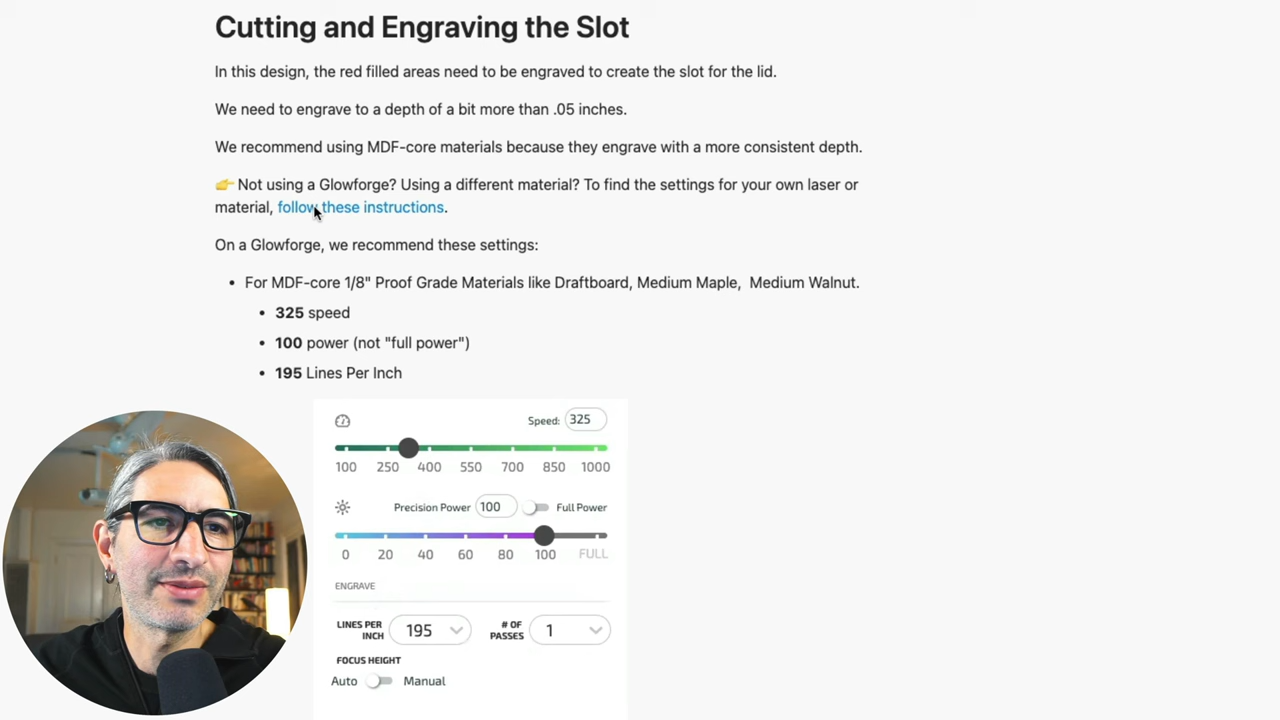 Cutting and Engraving the Slot
In this design, the red filled areas need to be engraved to create the slot for the lid.
We need to engrave to a depth of a bit more than .05 inches.
We recommend using MDF-core materials because they engrave with a more consistent depth.
👉 Not using a Glowforge? Using a different material? To find the settings for your own laser or
material, follow these instructions.
On a Glowforge, we recommend these settings:
• For MDF-core 1/8" Proof Grade Materials like Draftboard, Medium Maple,  Medium Walnut.
• 325 speed
• 100 power (not "full power")
• 195 Lines Per Inch
Speed: 325
100 250 400 550 700 850 1000
Precision Power 100 Full Power
0 20 40 60 80 100 FULL
ENGRAVE
LINES PER INCH 195 # OF PASSES 1
FOCUS HEIGHT
Auto Manual